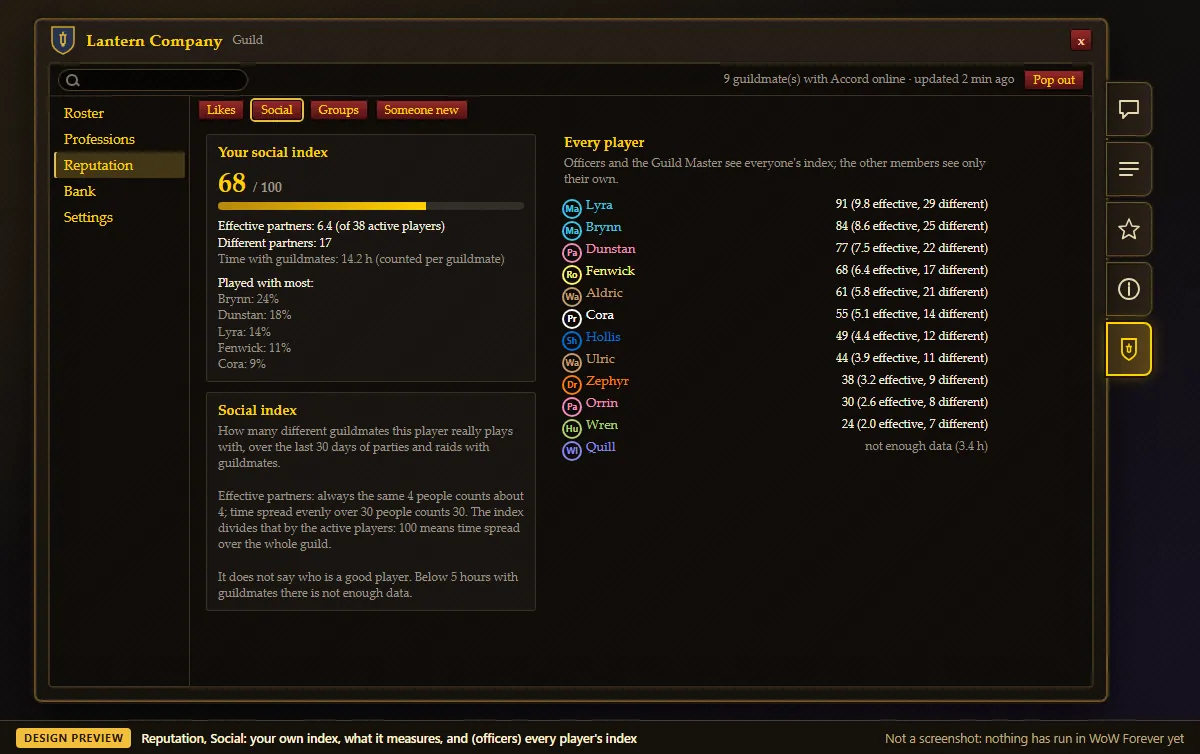 Lantern Company Guild
x
9 guildmate(s) with Accord online · updated 2 min ago
Pop out
Roster
Professions
Reputation
Bank
Settings
Likes
Social
Groups
Someone new
Your social index
68 / 100
Effective partners: 6.4 (of 38 active players)
Different partners: 17
Time with guildmates: 14.2 h (counted per guildmate)
Played with most:
Brynn: 24%
Dunstan: 18%
Lyra: 14%
Fenwick: 11%
Cora: 9%
Social index
How many different guildmates this player really plays
with, over the last 30 days of parties and raids with
guildmates.
Effective partners: always the same 4 people counts about
4; time spread evenly over 30 people counts 30. The index
divides that by the active players: 100 means time spread
over the whole guild.
It does not say who is a good player. Below 5 hours with
guildmates there is not enough data.
Every player
Officers and the Guild Master see everyone's index; the other members see only
their own.
Ma Lyra 91 (9.8 effective, 29 different)
Ma Brynn 84 (8.6 effective, 25 different)
Pa Dunstan 77 (7.5 effective, 22 different)
Ro Fenwick 68 (6.4 effective, 17 different)
Wa Aldric 61 (5.8 effective, 21 different)
Pr Cora 55 (5.1 effective, 14 different)
Sh Hollis 49 (4.4 effective, 12 different)
Wa Ulric 44 (3.9 effective, 11 different)
Dr Zephyr 38 (3.2 effective, 9 different)
Pa Orrin 30 (2.6 effective, 8 different)
Hu Wren 24 (2.0 effective, 7 different)
Wl Quill not enough data (3.4 h)
DESIGN PREVIEW
Reputation, Social: your own index, what it measures, and (officers) every player's index
Not a screenshot: nothing has run in WoW Forever yet